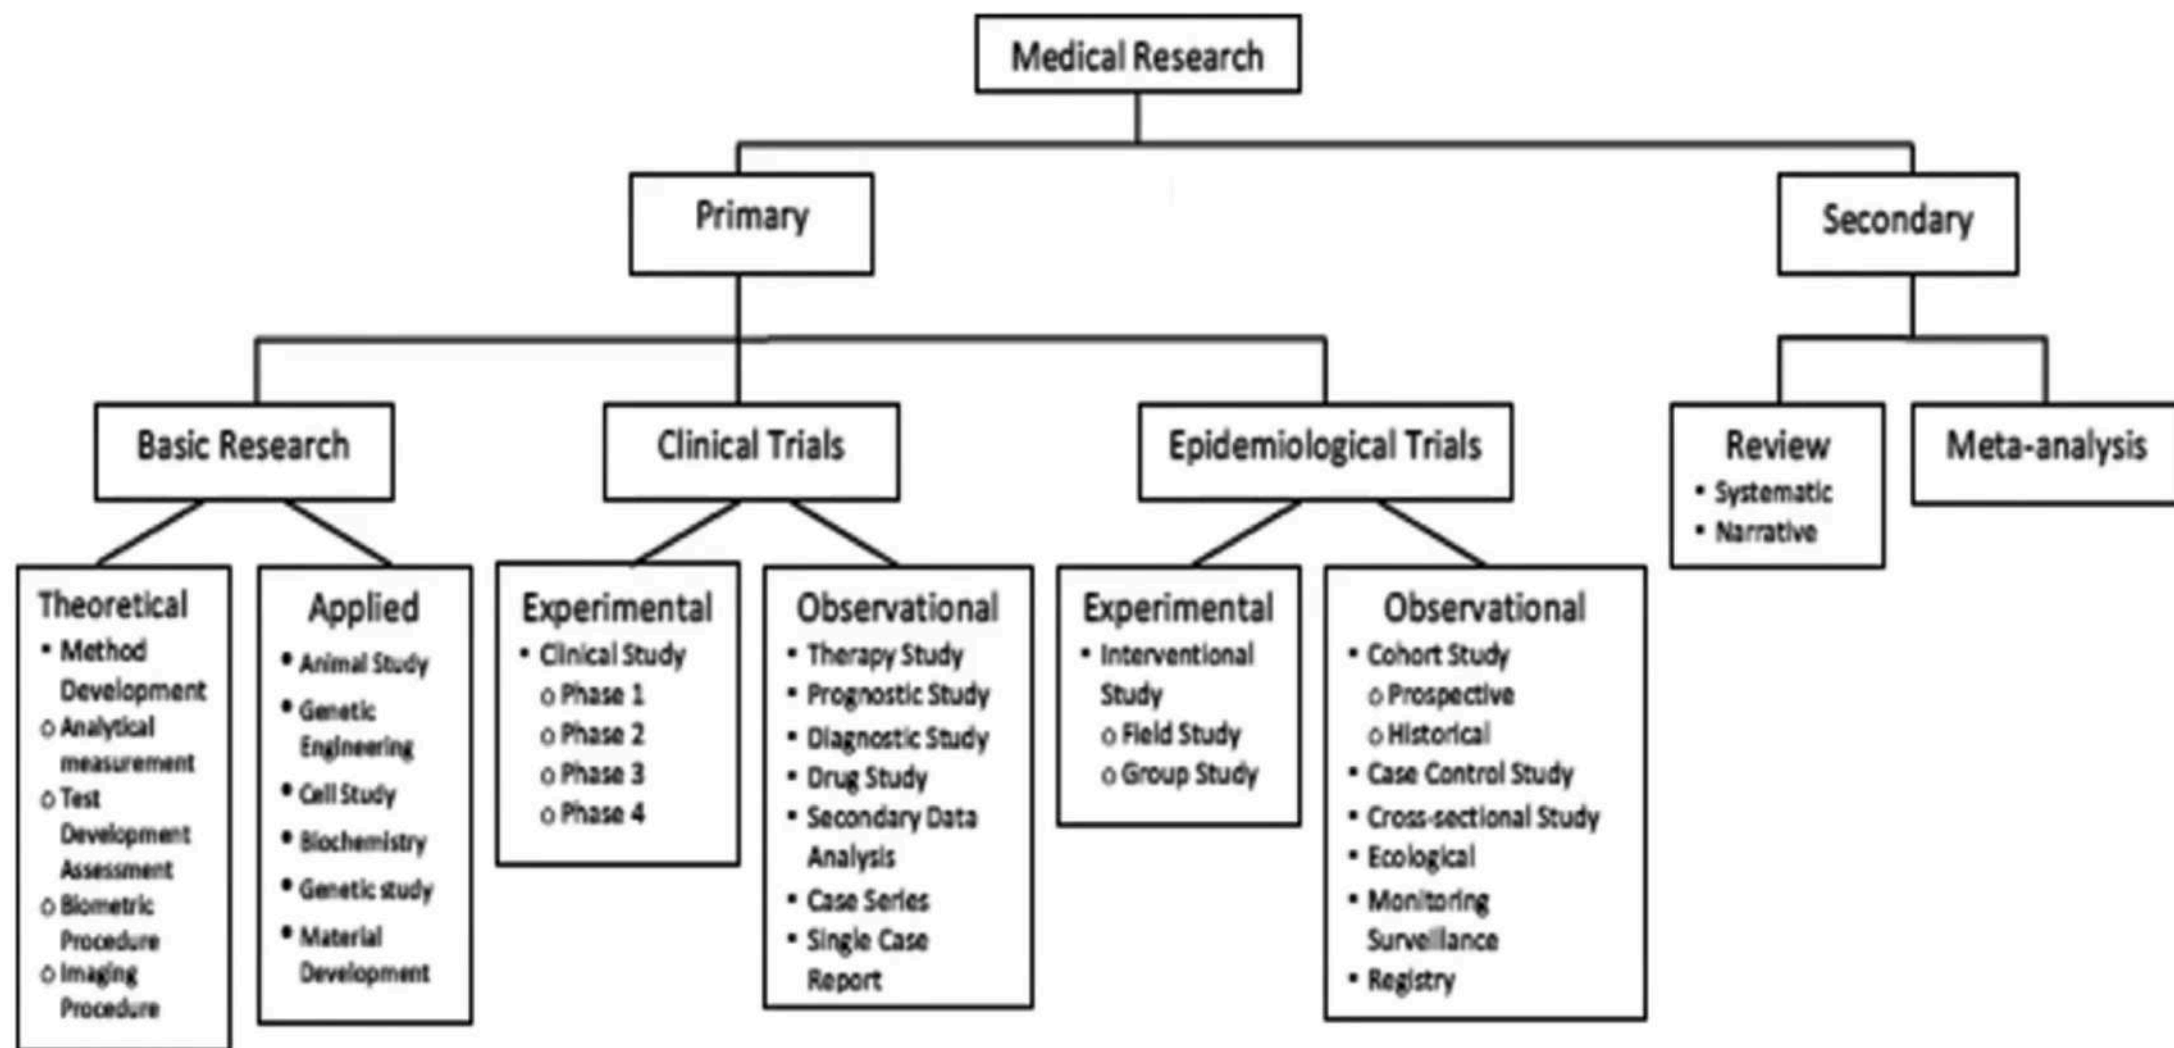 Medical Research
Primary
Secondary
Basic Research
Clinical Trials
Epidemiological Trials
Review
• Systematic
• Narrative
Meta-analysis
Theoretical
• Method
Development
o Analytical
measurement
o Test
Development
Assessment
o Biometric
Procedure
o Imaging
Procedure
Applied
• Animal Study
• Genetic
Engineering
• Cell Study
• Biochemistry
• Genetic study
• Material
Development
Experimental
• Clinical Study
o Phase 1
o Phase 2
o Phase 3
o Phase 4
Observational
• Therapy Study
• Prognostic Study
• Diagnostic Study
• Drug Study
• Secondary Data
Analysis
• Case Series
• Single Case
Report
Experimental
• Interventional
Study
o Field Study
o Group Study
Observational
• Cohort Study
o Prospective
o Historical
• Case Control Study
• Cross-sectional Study
• Ecological
• Monitoring
Surveillance
• Registry